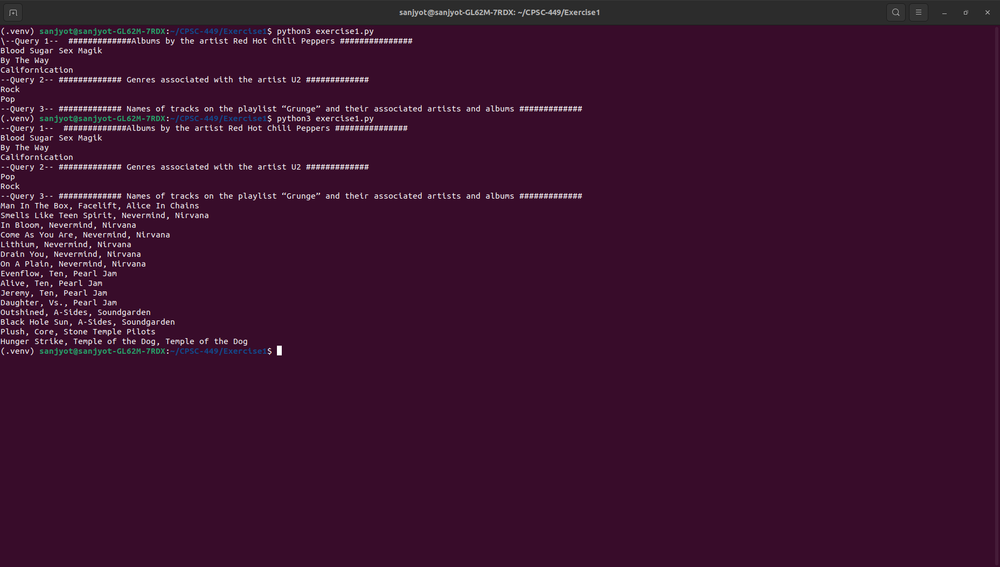 sanjyot@sanjyot-GL62M-7RDX: ~/CPSC-449/Exercise1
(.venv) sanjyot@sanjyot-GL62M-7RDX:~/CPSC-449/Exercise1$ python3 exercise1.py
\--Query 1--  #############Albums by the artist Red Hot Chili Peppers ###############
Blood Sugar Sex Magik
By The Way
Californication
--Query 2-- ############# Genres associated with the artist U2 #############
Rock
Pop
--Query 3-- ############# Names of tracks on the playlist “Grunge” and their associated artists and albums #############
(.venv) sanjyot@sanjyot-GL62M-7RDX:~/CPSC-449/Exercise1$ python3 exercise1.py
--Query 1--  #############Albums by the artist Red Hot Chili Peppers ###############
Blood Sugar Sex Magik
By The Way
Californication
--Query 2-- ############# Genres associated with the artist U2 #############
Pop
Rock
--Query 3-- ############# Names of tracks on the playlist “Grunge” and their associated artists and albums #############
Man In The Box, Facelift, Alice In Chains
Smells Like Teen Spirit, Nevermind, Nirvana
In Bloom, Nevermind, Nirvana
Come As You Are, Nevermind, Nirvana
Lithium, Nevermind, Nirvana
Drain You, Nevermind, Nirvana
On A Plain, Nevermind, Nirvana
Evenflow, Ten, Pearl Jam
Alive, Ten, Pearl Jam
Jeremy, Ten, Pearl Jam
Daughter, Vs., Pearl Jam
Outshined, A-Sides, Soundgarden
Black Hole Sun, A-Sides, Soundgarden
Plush, Core, Stone Temple Pilots
Hunger Strike, Temple of the Dog, Temple of the Dog
(.venv) sanjyot@sanjyot-GL62M-7RDX:~/CPSC-449/Exercise1$